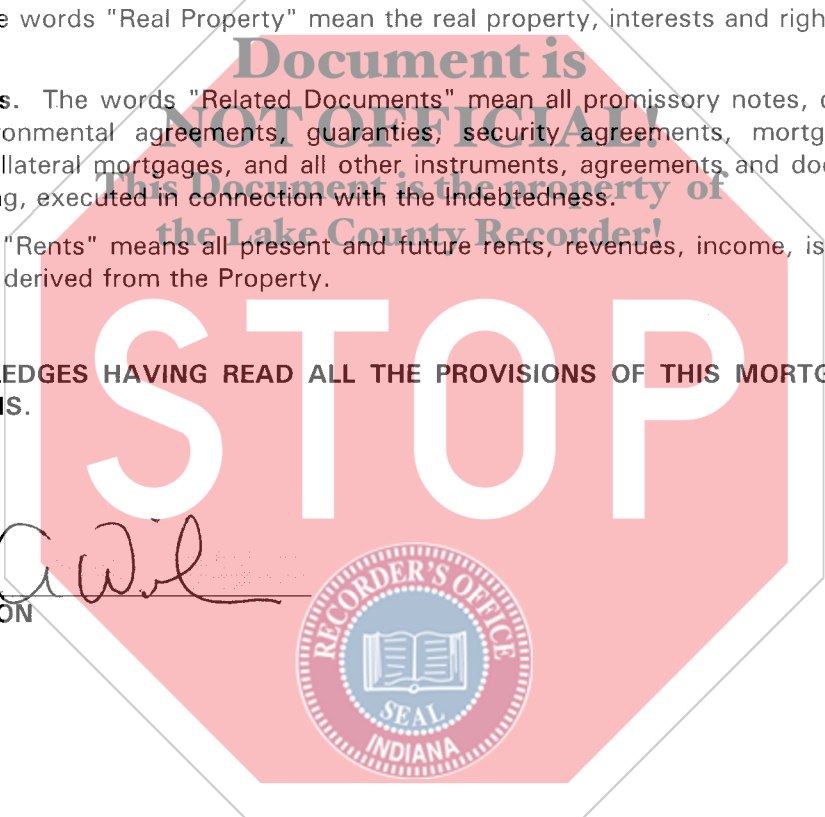 e words "Real Property" mean the real property, interests and righ
Document is
s. The words "Related Documents" mean all promissory notes, c
NOT OFFICIAL!
onmental agreements, guaranties, security agreements, mortg
llateral mortgages, and all other instruments, agreements and do
This Document is the property of
g, executed in connection with the Indebtedness.
the Lake County Recorder!
"Rents" means all present and future rents, revenues, income, is
derived from the Property.
STOP
EDGES HAVING READ ALL THE PROVISIONS OF THIS MORTG
IS.
ON
RECORDER'S OFFICE
SEAL
INDIANA